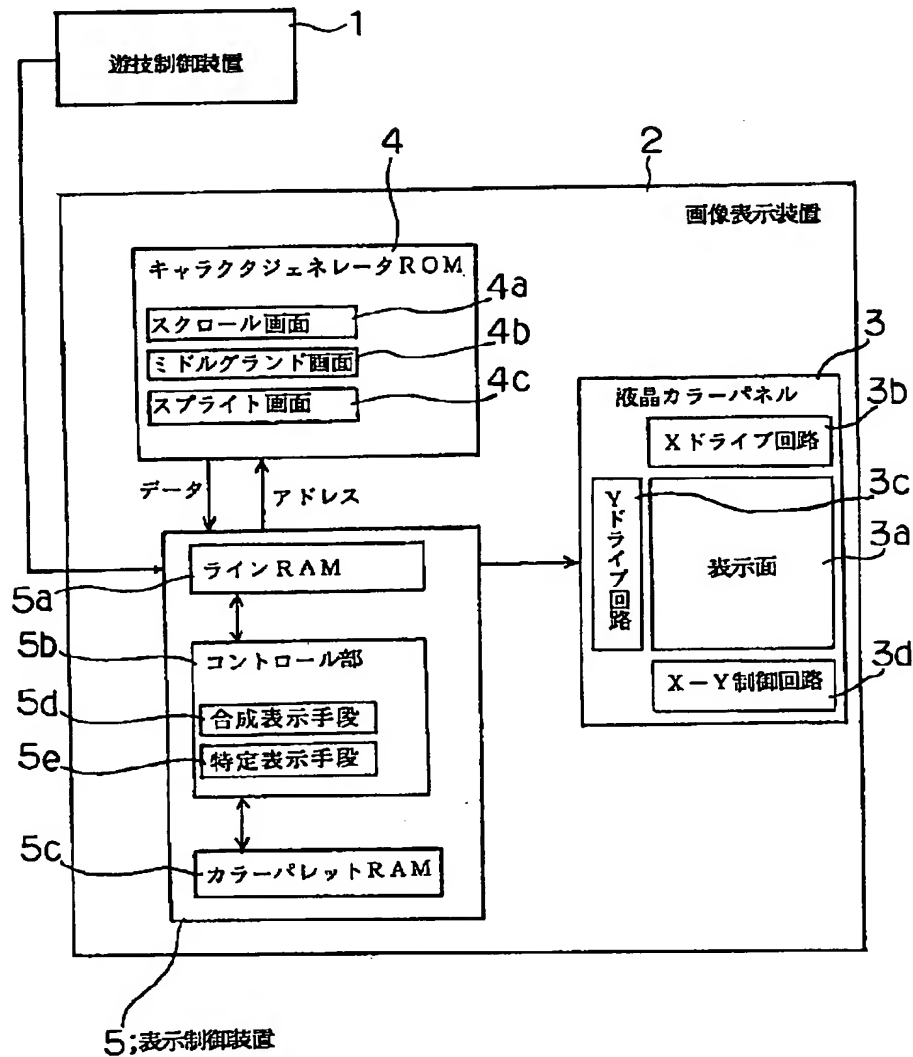 1
遊技制御装置
4
2
画像表示装置
キャラクタジェネレータROM
4a
スクロール画面
4b
ミドルグランド画面
4c
スプライト画面
3
液晶カラーパネル
3b
Xドライブ回路
3c
Yドライブ回路
3a
表示面
X-Y制御回路
3d
データ
アドレス
ラインRAM
5a
5b
コントロール部
5d
合成表示手段
5e
特定表示手段
5c
カラーパレットRAM
5;表示制御装置